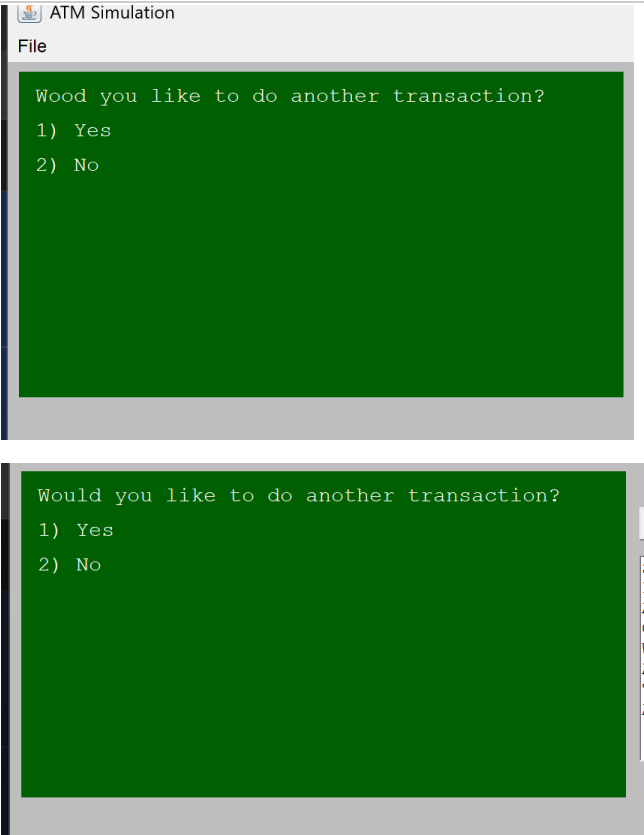 ATM Simulation
File
Wood you like to do another transaction?
1) Yes
2) No
Would you like to do another transaction?
1) Yes
2) No